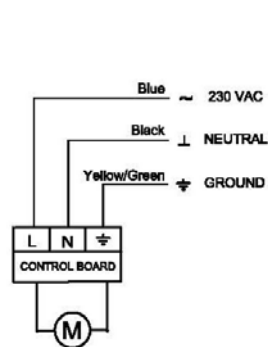 Blue
~ 230 VAC
Black
⊥ NEUTRAL
Yellow/Green
⏚ GROUND
L N ⏚
CONTROL BOARD
M